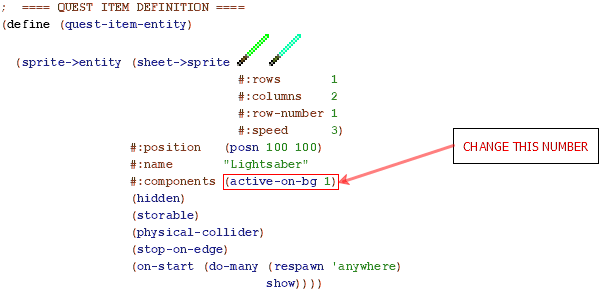 ; ==== QUEST ITEM DEFINITION ====
(define (quest-item-entity)
(sprite->entity (sheet->sprite
#:rows 1
#:columns 2
#:row-number 1
#:speed 3)
#:position (posn 100 100)
#:name "Lightsaber"
#:components (active-on-bg 1)
CHANGE THIS NUMBER
(hidden)
(storable)
(physical-collider)
(stop-on-edge)
(on-start (do-many (respawn 'anywhere)
show))))